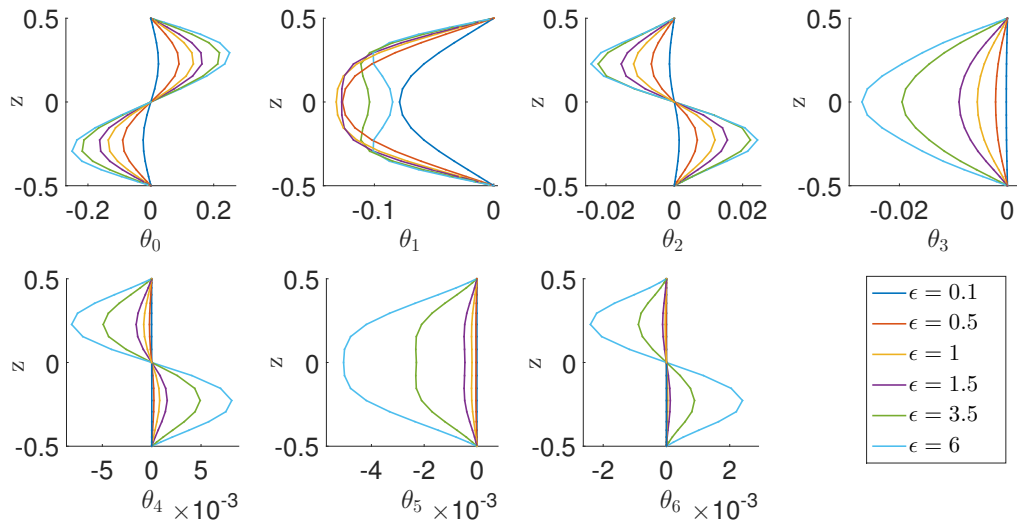 0.5 0.5 0.5 0.5
z z z z
0 0 0 0
-0.5 -0.5 -0.5 -0.5
-0.2 0 0.2 -0.1 0 -0.02 0 0.02 -0.02 0
θ₀ θ₁ θ₂ θ₃
0.5 0.5 0.5
ϵ = 0.1
ϵ = 0.5
z z z
0 0 0
ϵ = 1
ϵ = 1.5
ϵ = 3.5
-0.5 -0.5 -0.5
ϵ = 6
-5 0 5 -4 -2 0 -2 0 2
θ₄ ×10⁻³ θ₅ ×10⁻³ θ₆ ×10⁻³